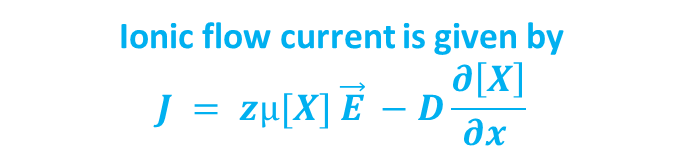 Ionic flow current is given by
J = zµ[X] E⃗ − D ∂[X]/∂x